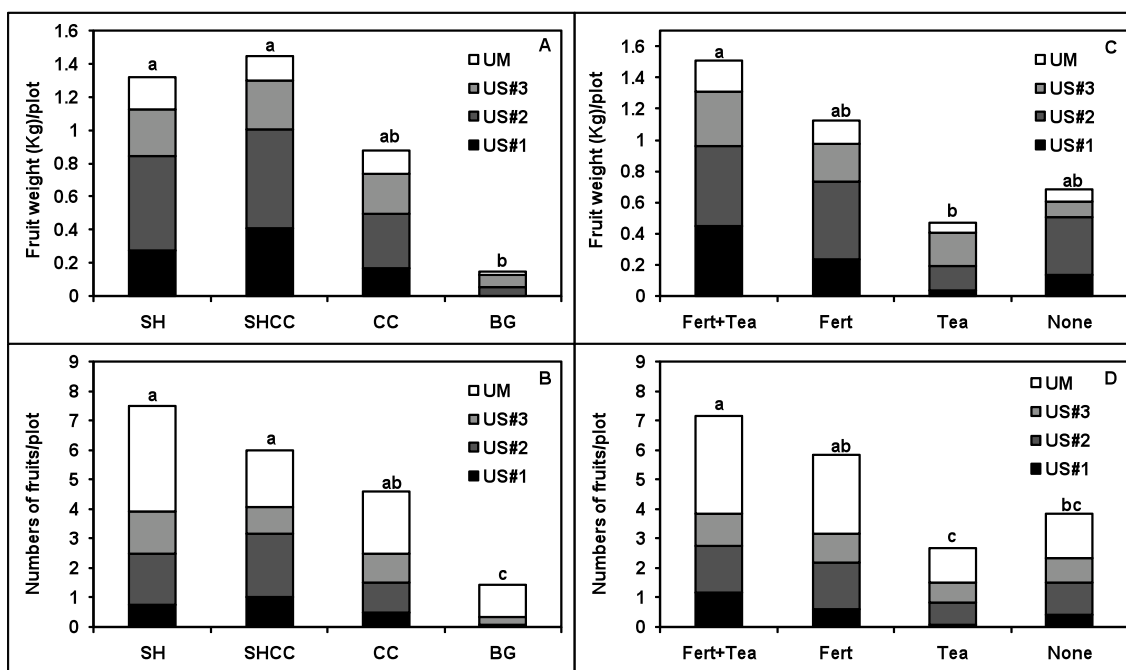 A
Fruit weight (Kg)/plot
1.6
1.4
1.2
1
0.8
0.6
0.4
0.2
0
a
a
ab
b
UM
US#3
US#2
US#1
SH
SHCC
CC
BG
C
Fruit weight (Kg)/plot
1.6
1.4
1.2
1
0.8
0.6
0.4
0.2
0
a
ab
b
ab
UM
US#3
US#2
US#1
Fert+Tea
Fert
Tea
None
B
Numbers of fruits/plot
9
8
7
6
5
4
3
2
1
0
a
a
ab
c
UM
US#3
US#2
US#1
SH
SHCC
CC
BG
D
Numbers of fruits/plot
9
8
7
6
5
4
3
2
1
0
a
ab
c
bc
UM
US#3
US#2
US#1
Fert+Tea
Fert
Tea
None